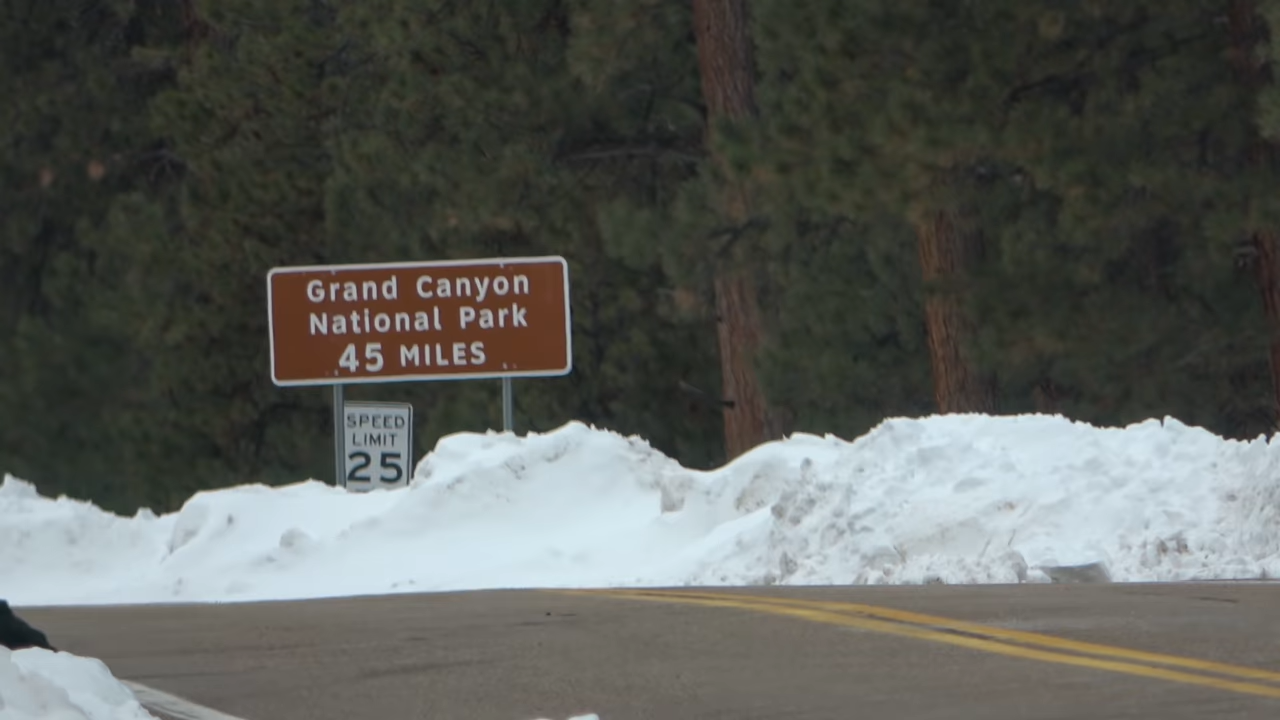 Grand Canyon
National Park
45 MILES
SPEED
LIMIT
25